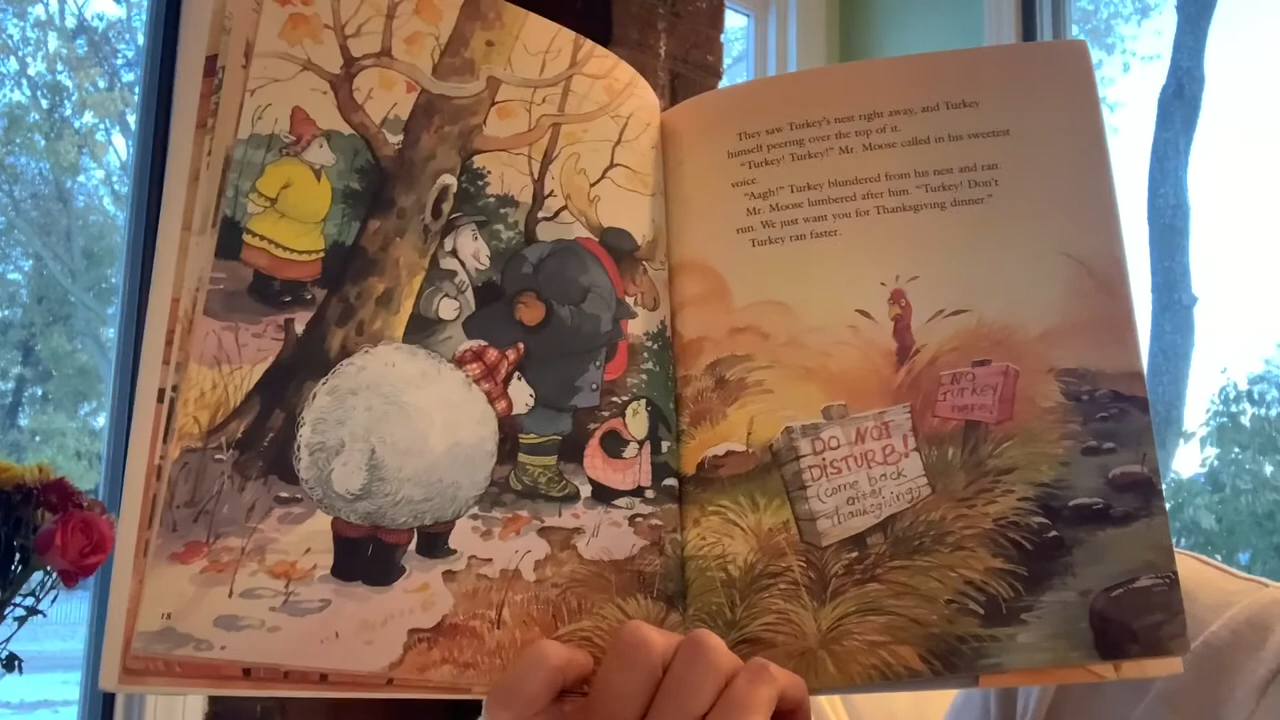 They saw Turkey's nest right away, and Turkey
himself peering over the top of it.
"Turkey! Turkey!" Mr. Moose called in his sweetest
voice.
"Aagh!" Turkey blundered from his nest and ran.
Mr. Moose lumbered after him. "Turkey! Don't
run. We just want you for Thanksgiving dinner."
Turkey ran faster.
NO
TURKEY
here!
DO NOT
DISTURB!
(come back
after
Thanksgiving)
18